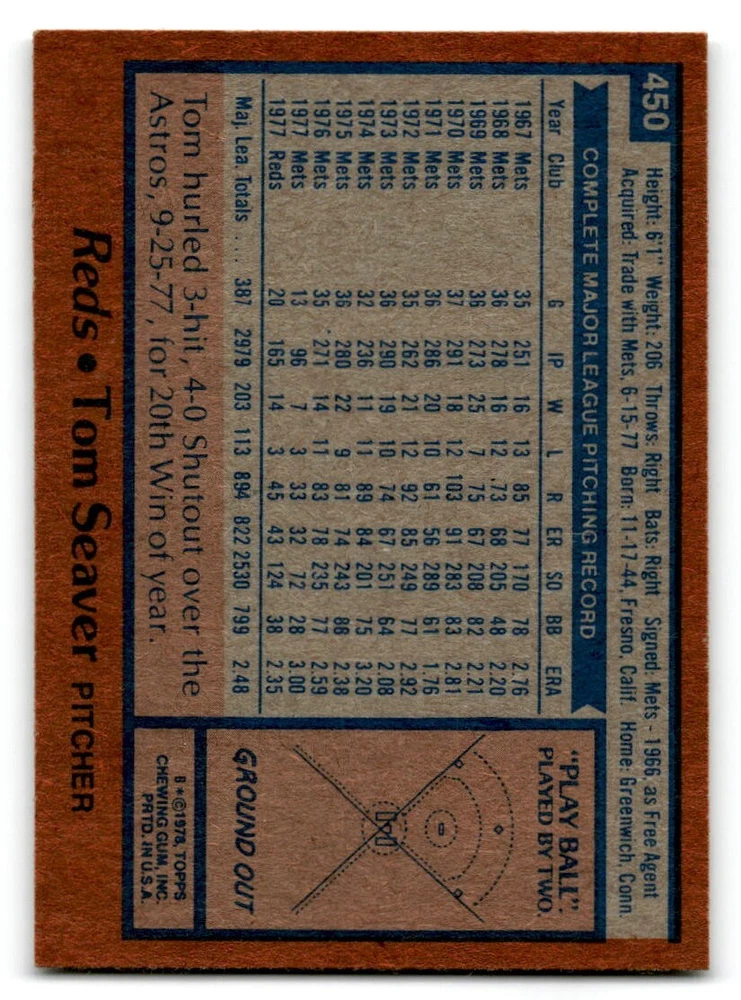 450
Height: 6'1" Weight: 206 Throws: Right Bats: Right Signed: Mets - 1966, as Free Agent
Acquired: Trade with Mets, 6-15-77 Born: 11-17-44, Fresno, Calif. Home: Greenwich, Conn.
COMPLETE MAJOR LEAGUE PITCHING RECORD
Year Club G IP W L R ER SO BB ERA
1967 Mets 35 251 16 13 85 77 170 78 2.76
1968 Mets 36 278 16 12 73 68 205 48 2.20
1969 Mets 36 273 25 7 75 67 208 82 2.21
1970 Mets 37 291 18 12 103 91 283 83 2.81
1971 Mets 36 286 20 10 61 56 289 61 1.76
1972 Mets 35 262 21 12 92 85 249 77 2.92
1973 Mets 36 290 19 10 74 67 251 64 2.08
1974 Mets 32 236 11 11 89 84 201 75 3.20
1975 Mets 36 280 22 9 81 74 243 88 2.38
1976 Mets 35 271 14 11 83 78 235 77 2.59
1977 Mets 13 96 7 3 33 32 72 28 3.00
1977 Reds 20 165 14 3 45 43 124 38 2.35
Maj. Lea. Totals .... 387 2979 203 113 894 822 2530 799 2.48
Tom hurled 3-hit, 4-0 Shutout over the
Astros, 9-25-77, for 20th Win of year.
"PLAY BALL".
PLAYED BY TWO.
GROUND OUT
B * ©1978, TOPPS
CHEWING GUM, INC.
PRTD. IN U.S.A.
Reds • Tom Seaver PITCHER